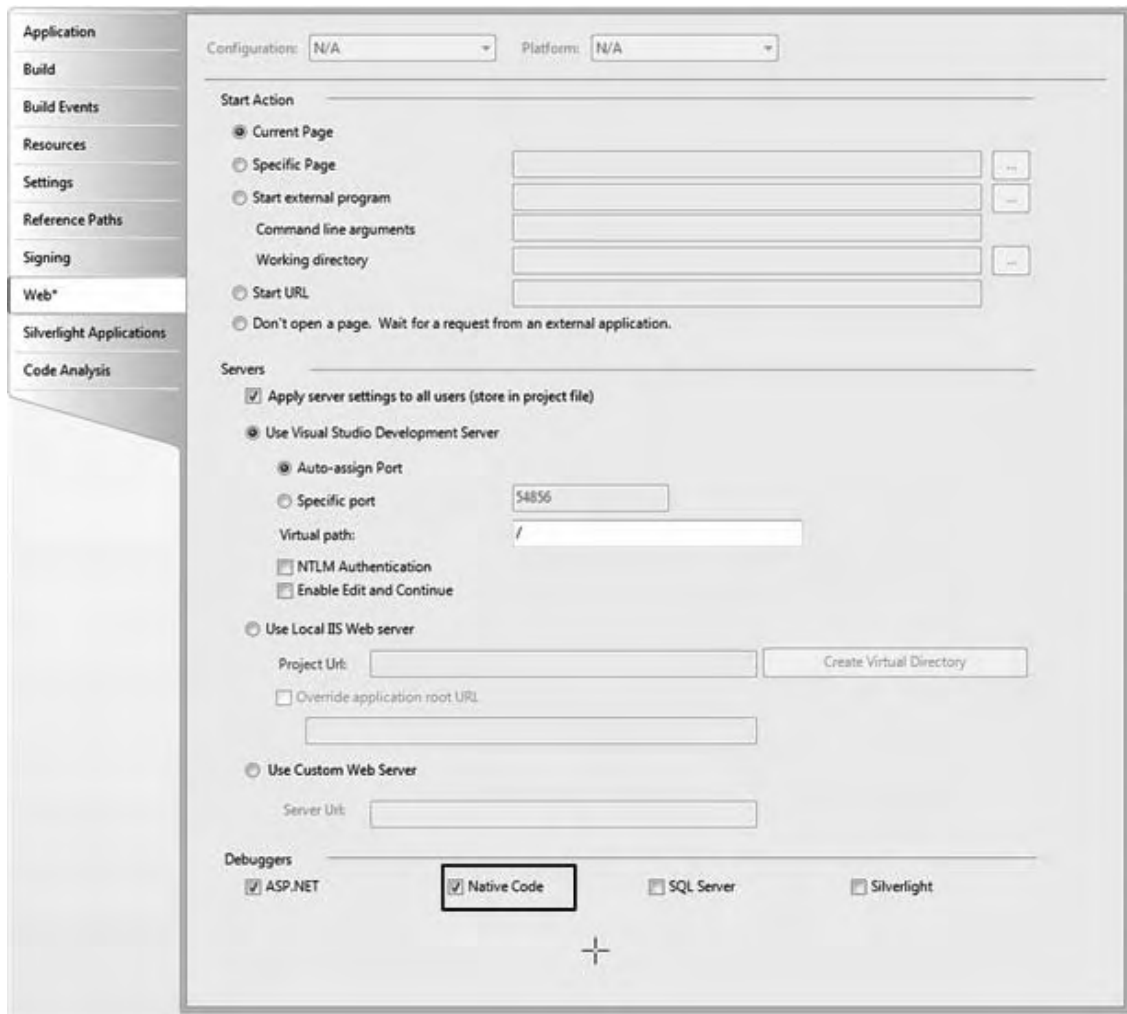 Application
Build
Build Events
Resources
Settings
Reference Paths
Signing
Web*
Silverlight Applications
Code Analysis
Configuration: N/A Platform: N/A
Start Action
Current Page
Specific Page ...
Start external program ...
Command line arguments
Working directory ...
Start URL
Don't open a page. Wait for a request from an external application.
Servers
Apply server settings to all users (store in project file)
Use Visual Studio Development Server
Auto-assign Port
Specific port 54856
Virtual path: /
NTLM Authentication
Enable Edit and Continue
Use Local IIS Web server
Project Url: Create Virtual Directory
Override application root URL
Use Custom Web Server
Server Url:
Debuggers
ASP.NET Native Code SQL Server Silverlight